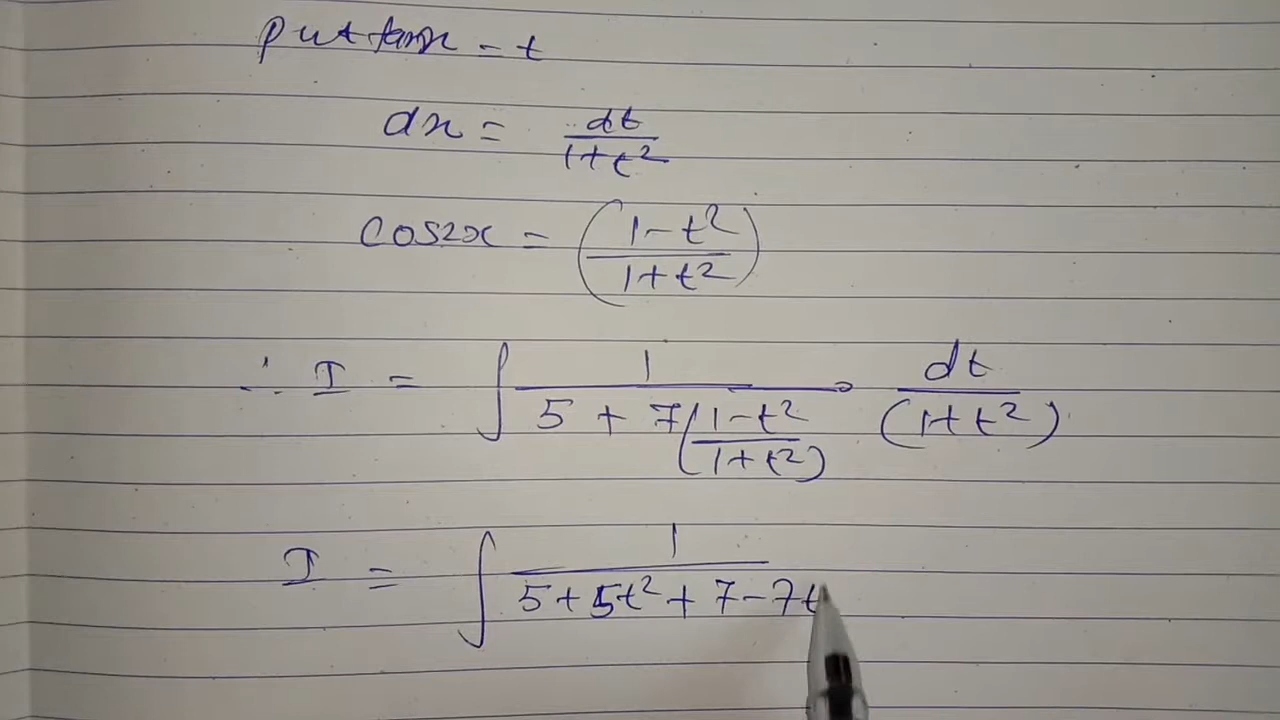 put tanx = t
dx = dt/(1+t²)
cos2x = ((1-t²)/(1+t²))
∴ I = ∫ 1/(5 + 7((1-t²)/(1+t²))) · dt/(1+t²)
I = ∫ 1/(5+5t²+7-7t